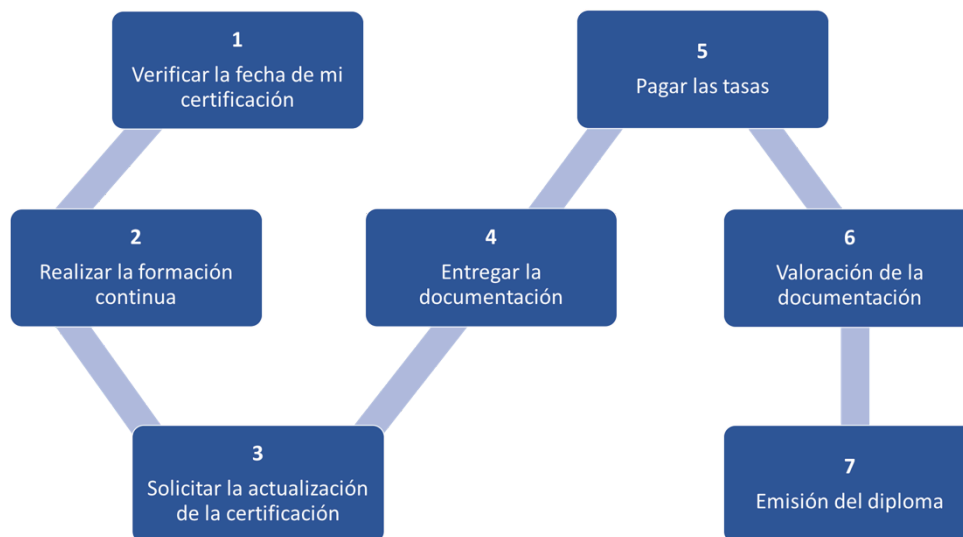 1
Verificar la fecha de mi
certificación
2
Realizar la formación
continua
3
Solicitar la actualización
de la certificación
4
Entregar la
documentación
5
Pagar las tasas
6
Valoración de la
documentación
7
Emisión del diploma